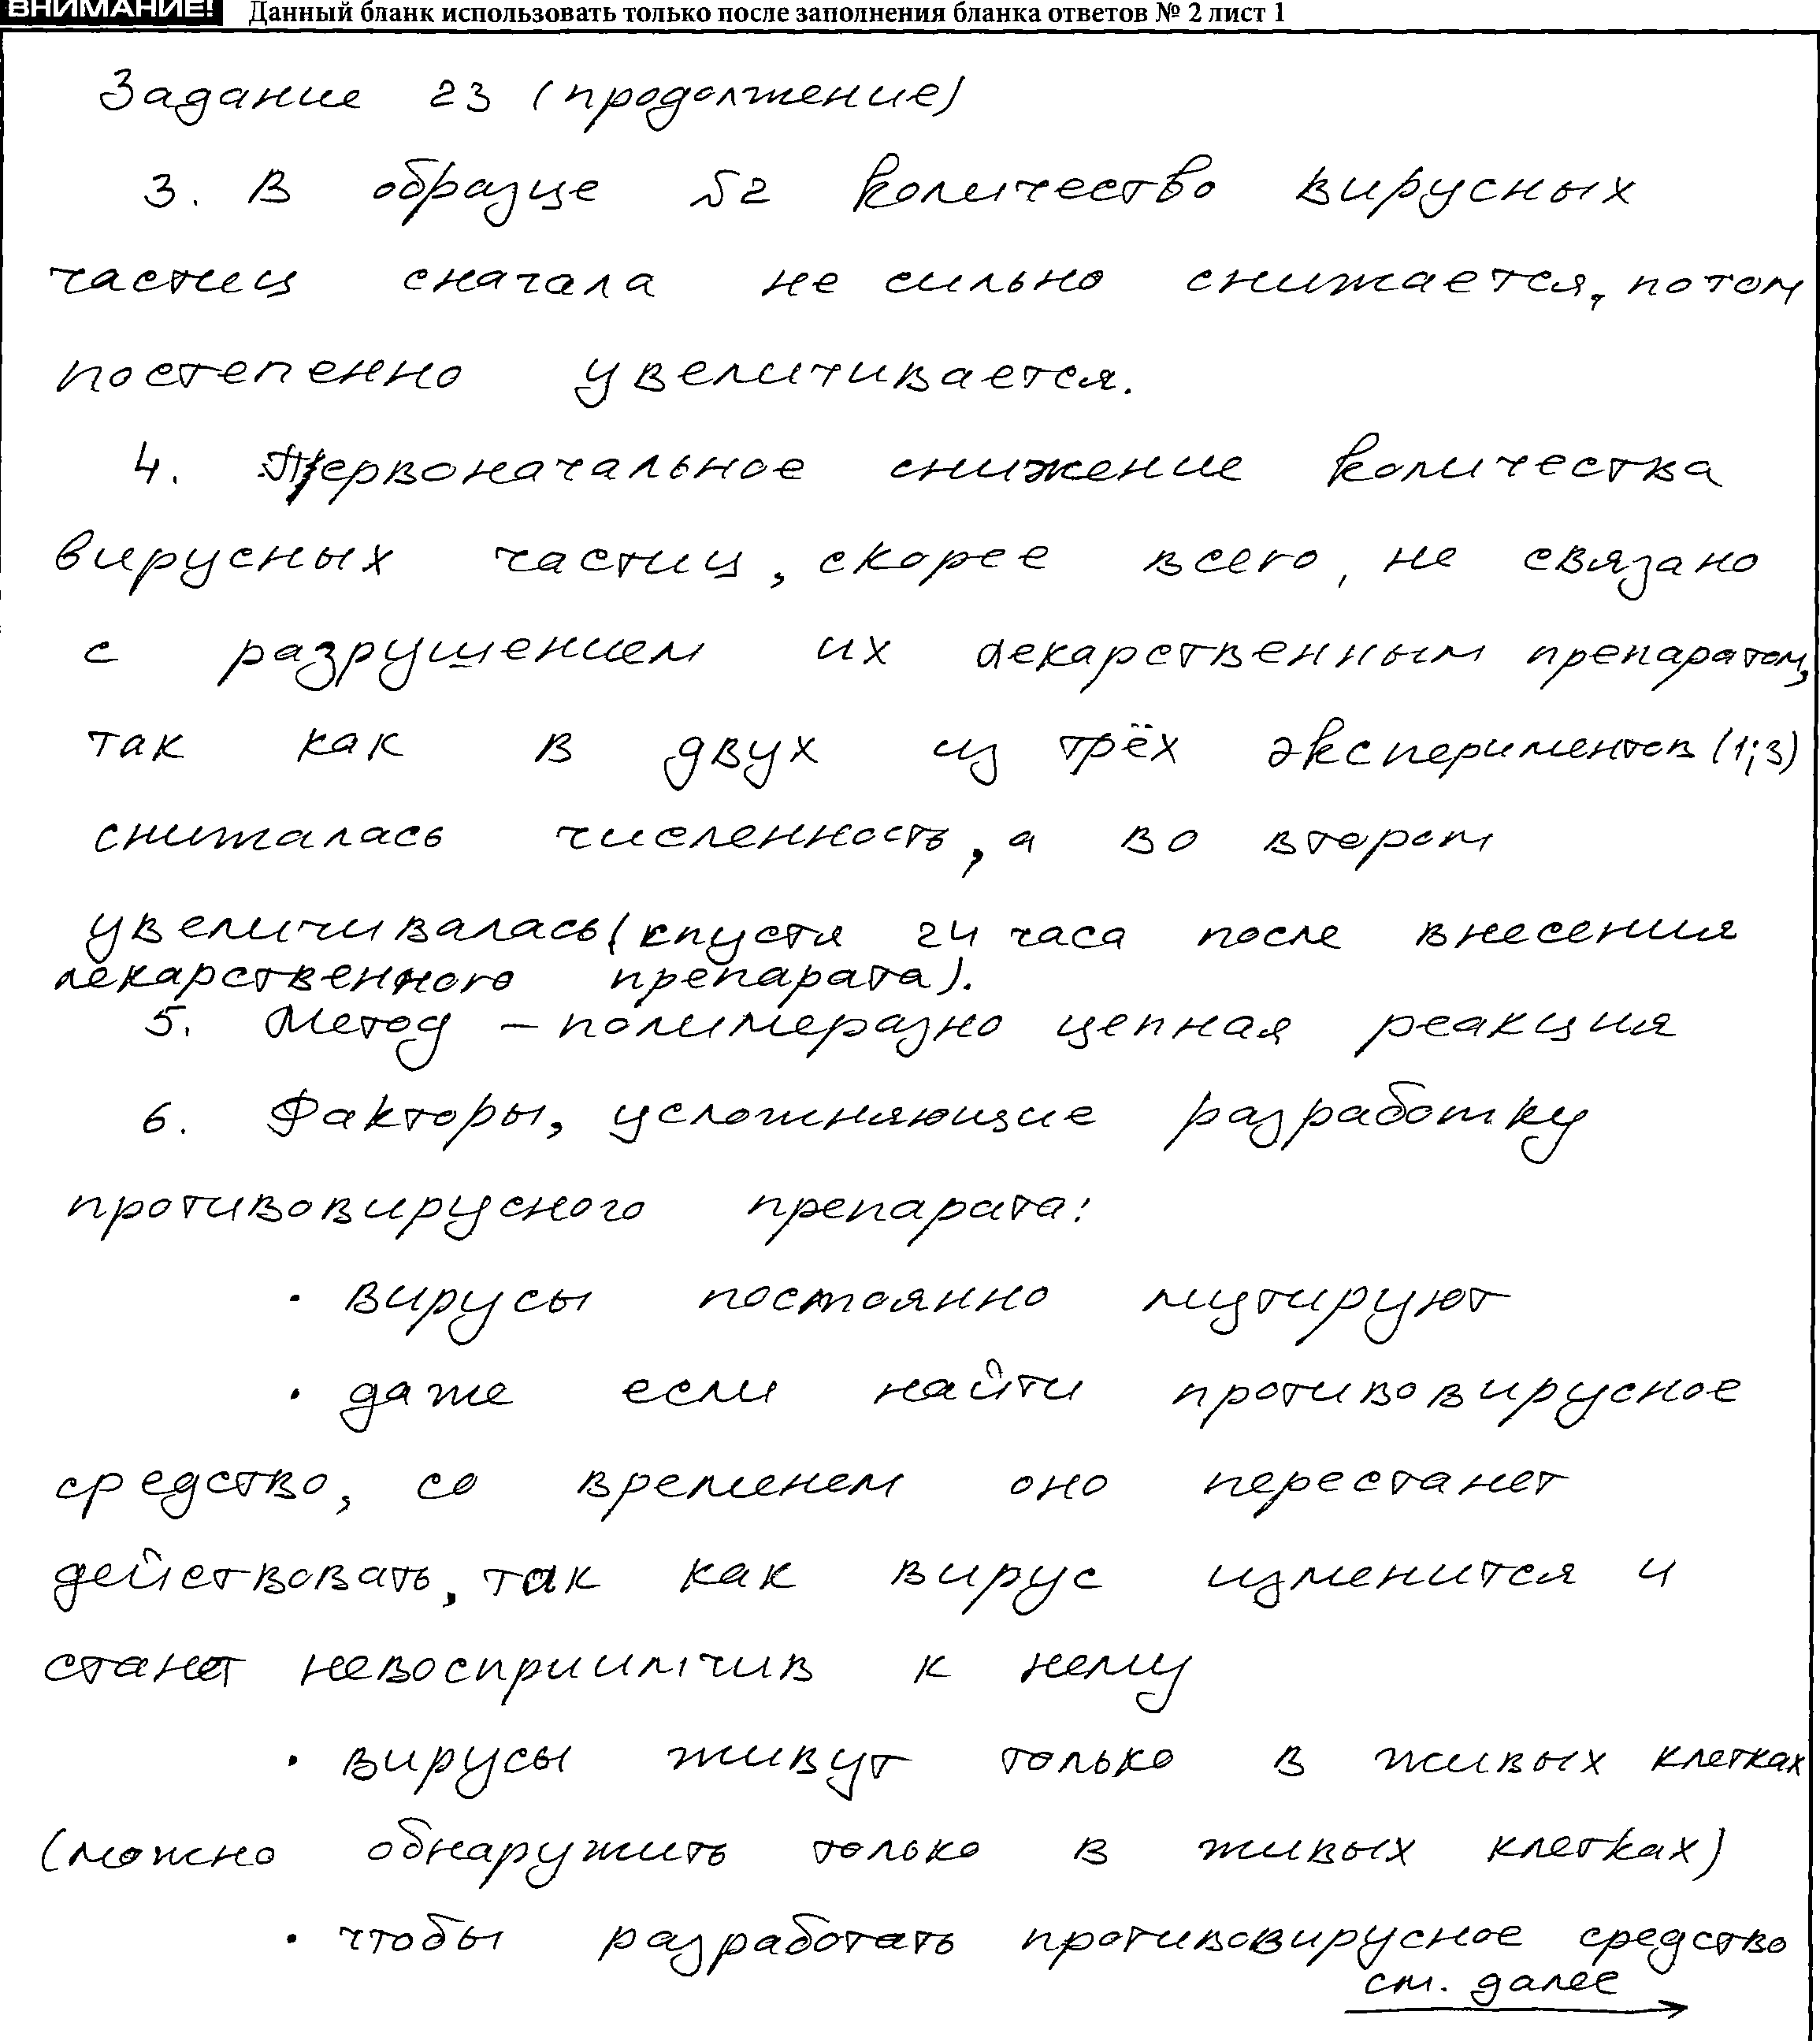 ВНИМАНИЕ! Данный бланк использовать только после заполнения бланка ответов № 2 лист 1
Задание 23 (продолжение)
3. В образце №2 количество вирусных
частиц сначала не сильно снижается, потом
постепенно увеличивается.
4. Первоначальное снижение количества
вирусных частиц, скорее всего, не связано
с разрушением их лекарственным препаратом,
так как в двух из трёх экспериментов (1;3)
снижалась численность, а во втором
увеличивалась (спустя 24 часа после внесения
лекарственного препарата).
5. Метод – полимеразно цепная реакция
6. Факторы, усложняющие разработку
противовирусного препарата:
· вирусы постоянно мутируют
· даже если найти противовирусное
средство, со временем оно перестанет
действовать, так как вирус изменится и
станет невосприимчив к нему
· вирусы живут только в живых клетках
(можно обнаружить только в живых клетках)
· чтобы разработать противовирусное средство
см. далее